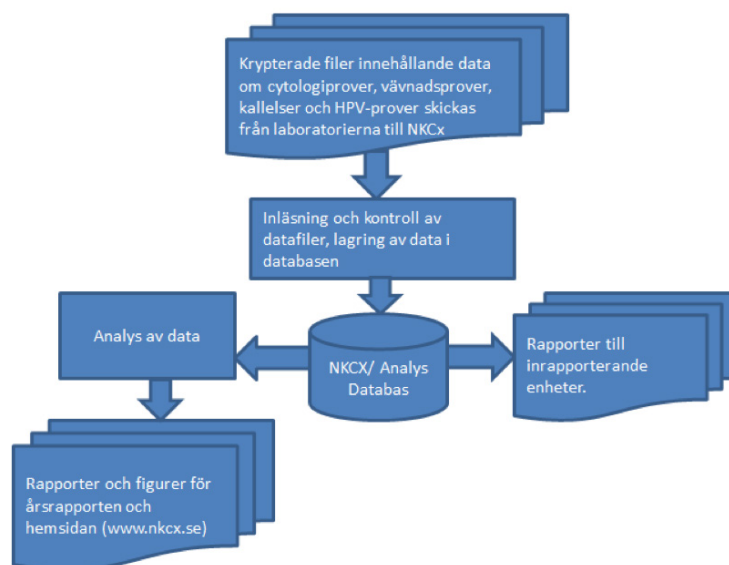 Krypterade filer innehållande data
om cytologiprover, vävnadsprover,
kallelser och HPV-prover skickas
från laboratorierna till NKCx
Inläsning och kontroll av
datafiler, lagring av data i
databasen
Analys av data
NKCX/ Analys
Databas
Rapporter till
inrapporterande
enheter.
Rapporter och figurer för
årsrapporten och
hemsidan (www.nkcx.se)